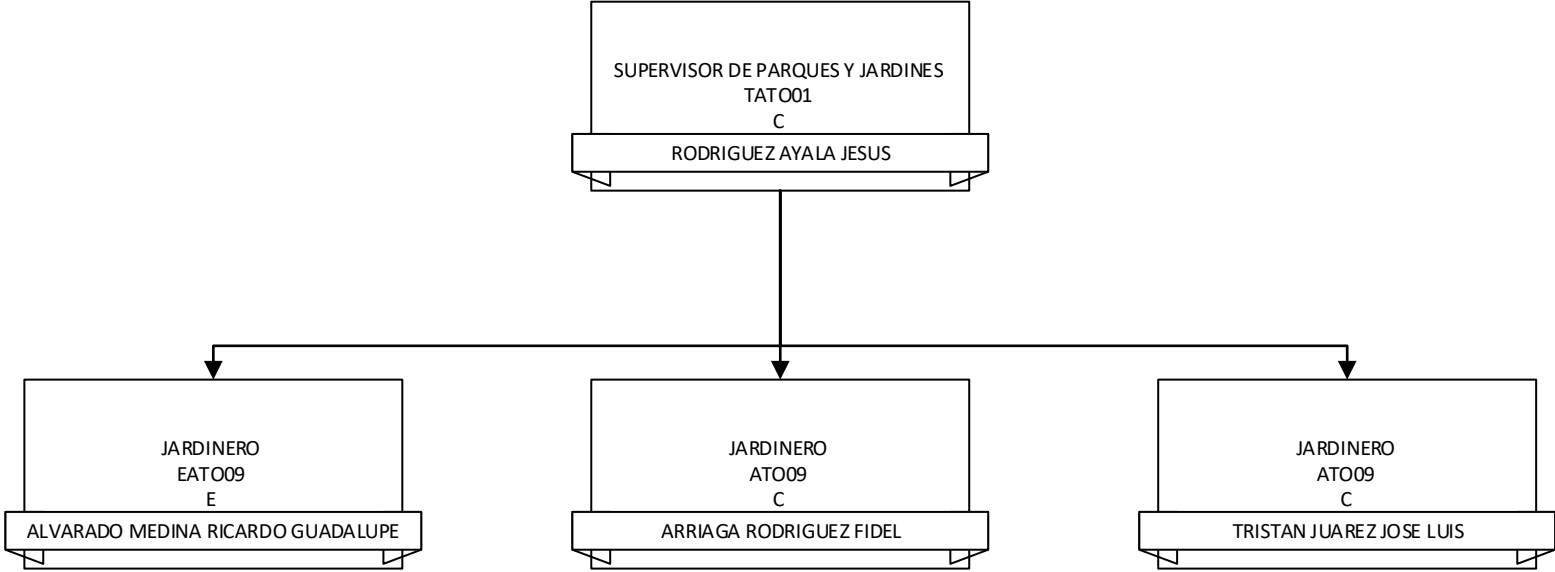 SUPERVISOR DE PARQUES Y JARDINES
TATO01
C
RODRIGUEZ AYALA JESUS
JARDINERO
EATO09
E
ALVARADO MEDINA RICARDO GUADALUPE
JARDINERO
ATO09
C
ARRIAGA RODRIGUEZ FIDEL
JARDINERO
ATO09
C
TRISTAN JUAREZ JOSE LUIS